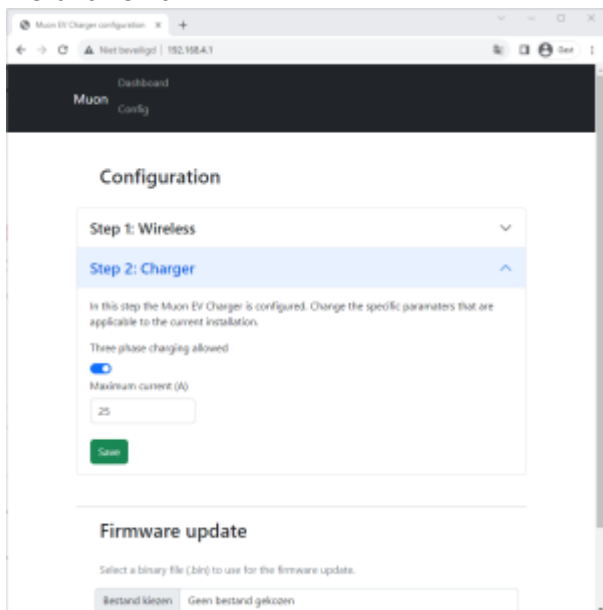 Muon EV Charger configuration
Niet beveiligd | 192.168.4.1
Gast
Dashboard
Muon
Config
Configuration
Step 1: Wireless
Step 2: Charger
In this step the Muon EV Charger is configured. Change the specific paramaters that are
applicable to the current installation.
Three phase charging allowed
Maximum current (A)
25
Save
Firmware update
Select a binary file (.bin) to use for the firmware update.
Bestand kiezen Geen bestand gekozen